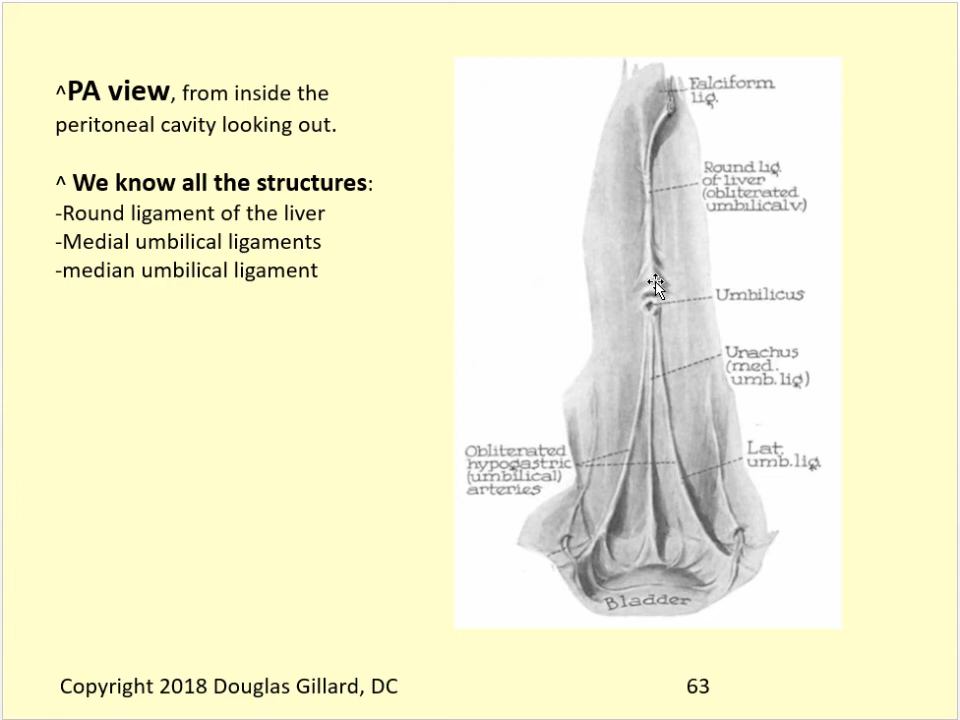 ^PA view, from inside the
peritoneal cavity looking out.
^ We know all the structures:
-Round ligament of the liver
-Medial umbilical ligaments
-median umbilical ligament
Falciform
lig.
Round lig.
of liver
(obliterated
umbilical v.)
Umbilicus
Urachus
(med.
umb. lig.)
Obliterated
hypogastric
(umbilical)
arteries
Lat.
umb. lig.
Bladder
Copyright 2018 Douglas Gillard, DC
63